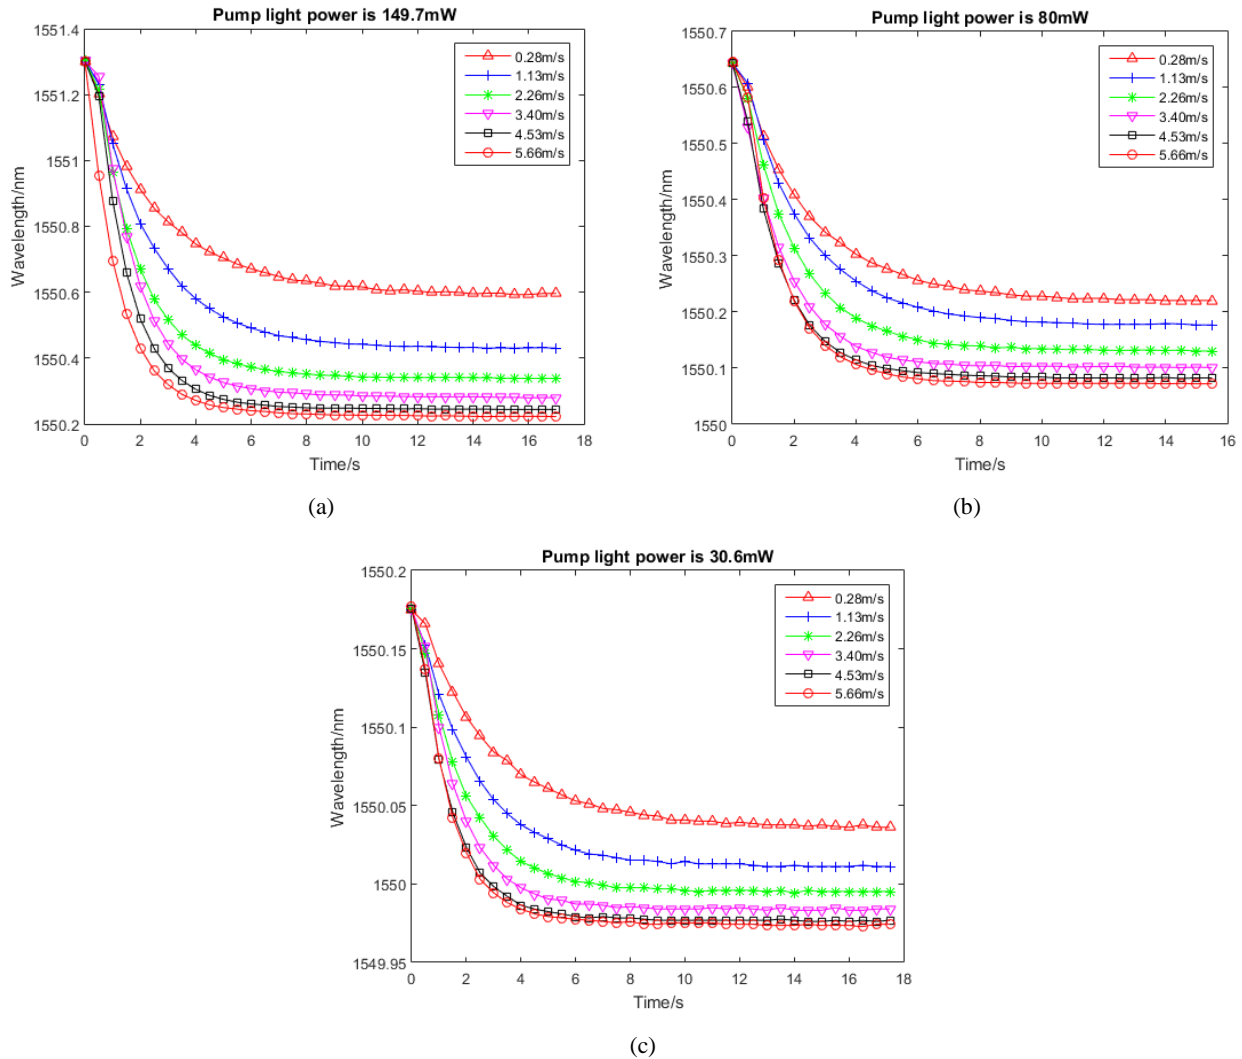 Pump light power is 149.7mW
Wavelength/nm
1551.4
1551.2
1551
1550.8
1550.6
1550.4
1550.2
0 2 4 6 8 10 12 14 16 18
Time/s
0.28m/s
1.13m/s
2.26m/s
3.40m/s
4.53m/s
5.66m/s
(a)
Pump light power is 80mW
Wavelength/nm
1550.7
1550.6
1550.5
1550.4
1550.3
1550.2
1550.1
1550
0 2 4 6 8 10 12 14 16
Time/s
0.28m/s
1.13m/s
2.26m/s
3.40m/s
4.53m/s
5.66m/s
(b)
Pump light power is 30.6mW
Wavelength/nm
1550.2
1550.15
1550.1
1550.05
1550
1549.95
0 2 4 6 8 10 12 14 16 18
Time/s
0.28m/s
1.13m/s
2.26m/s
3.40m/s
4.53m/s
5.66m/s
(c)